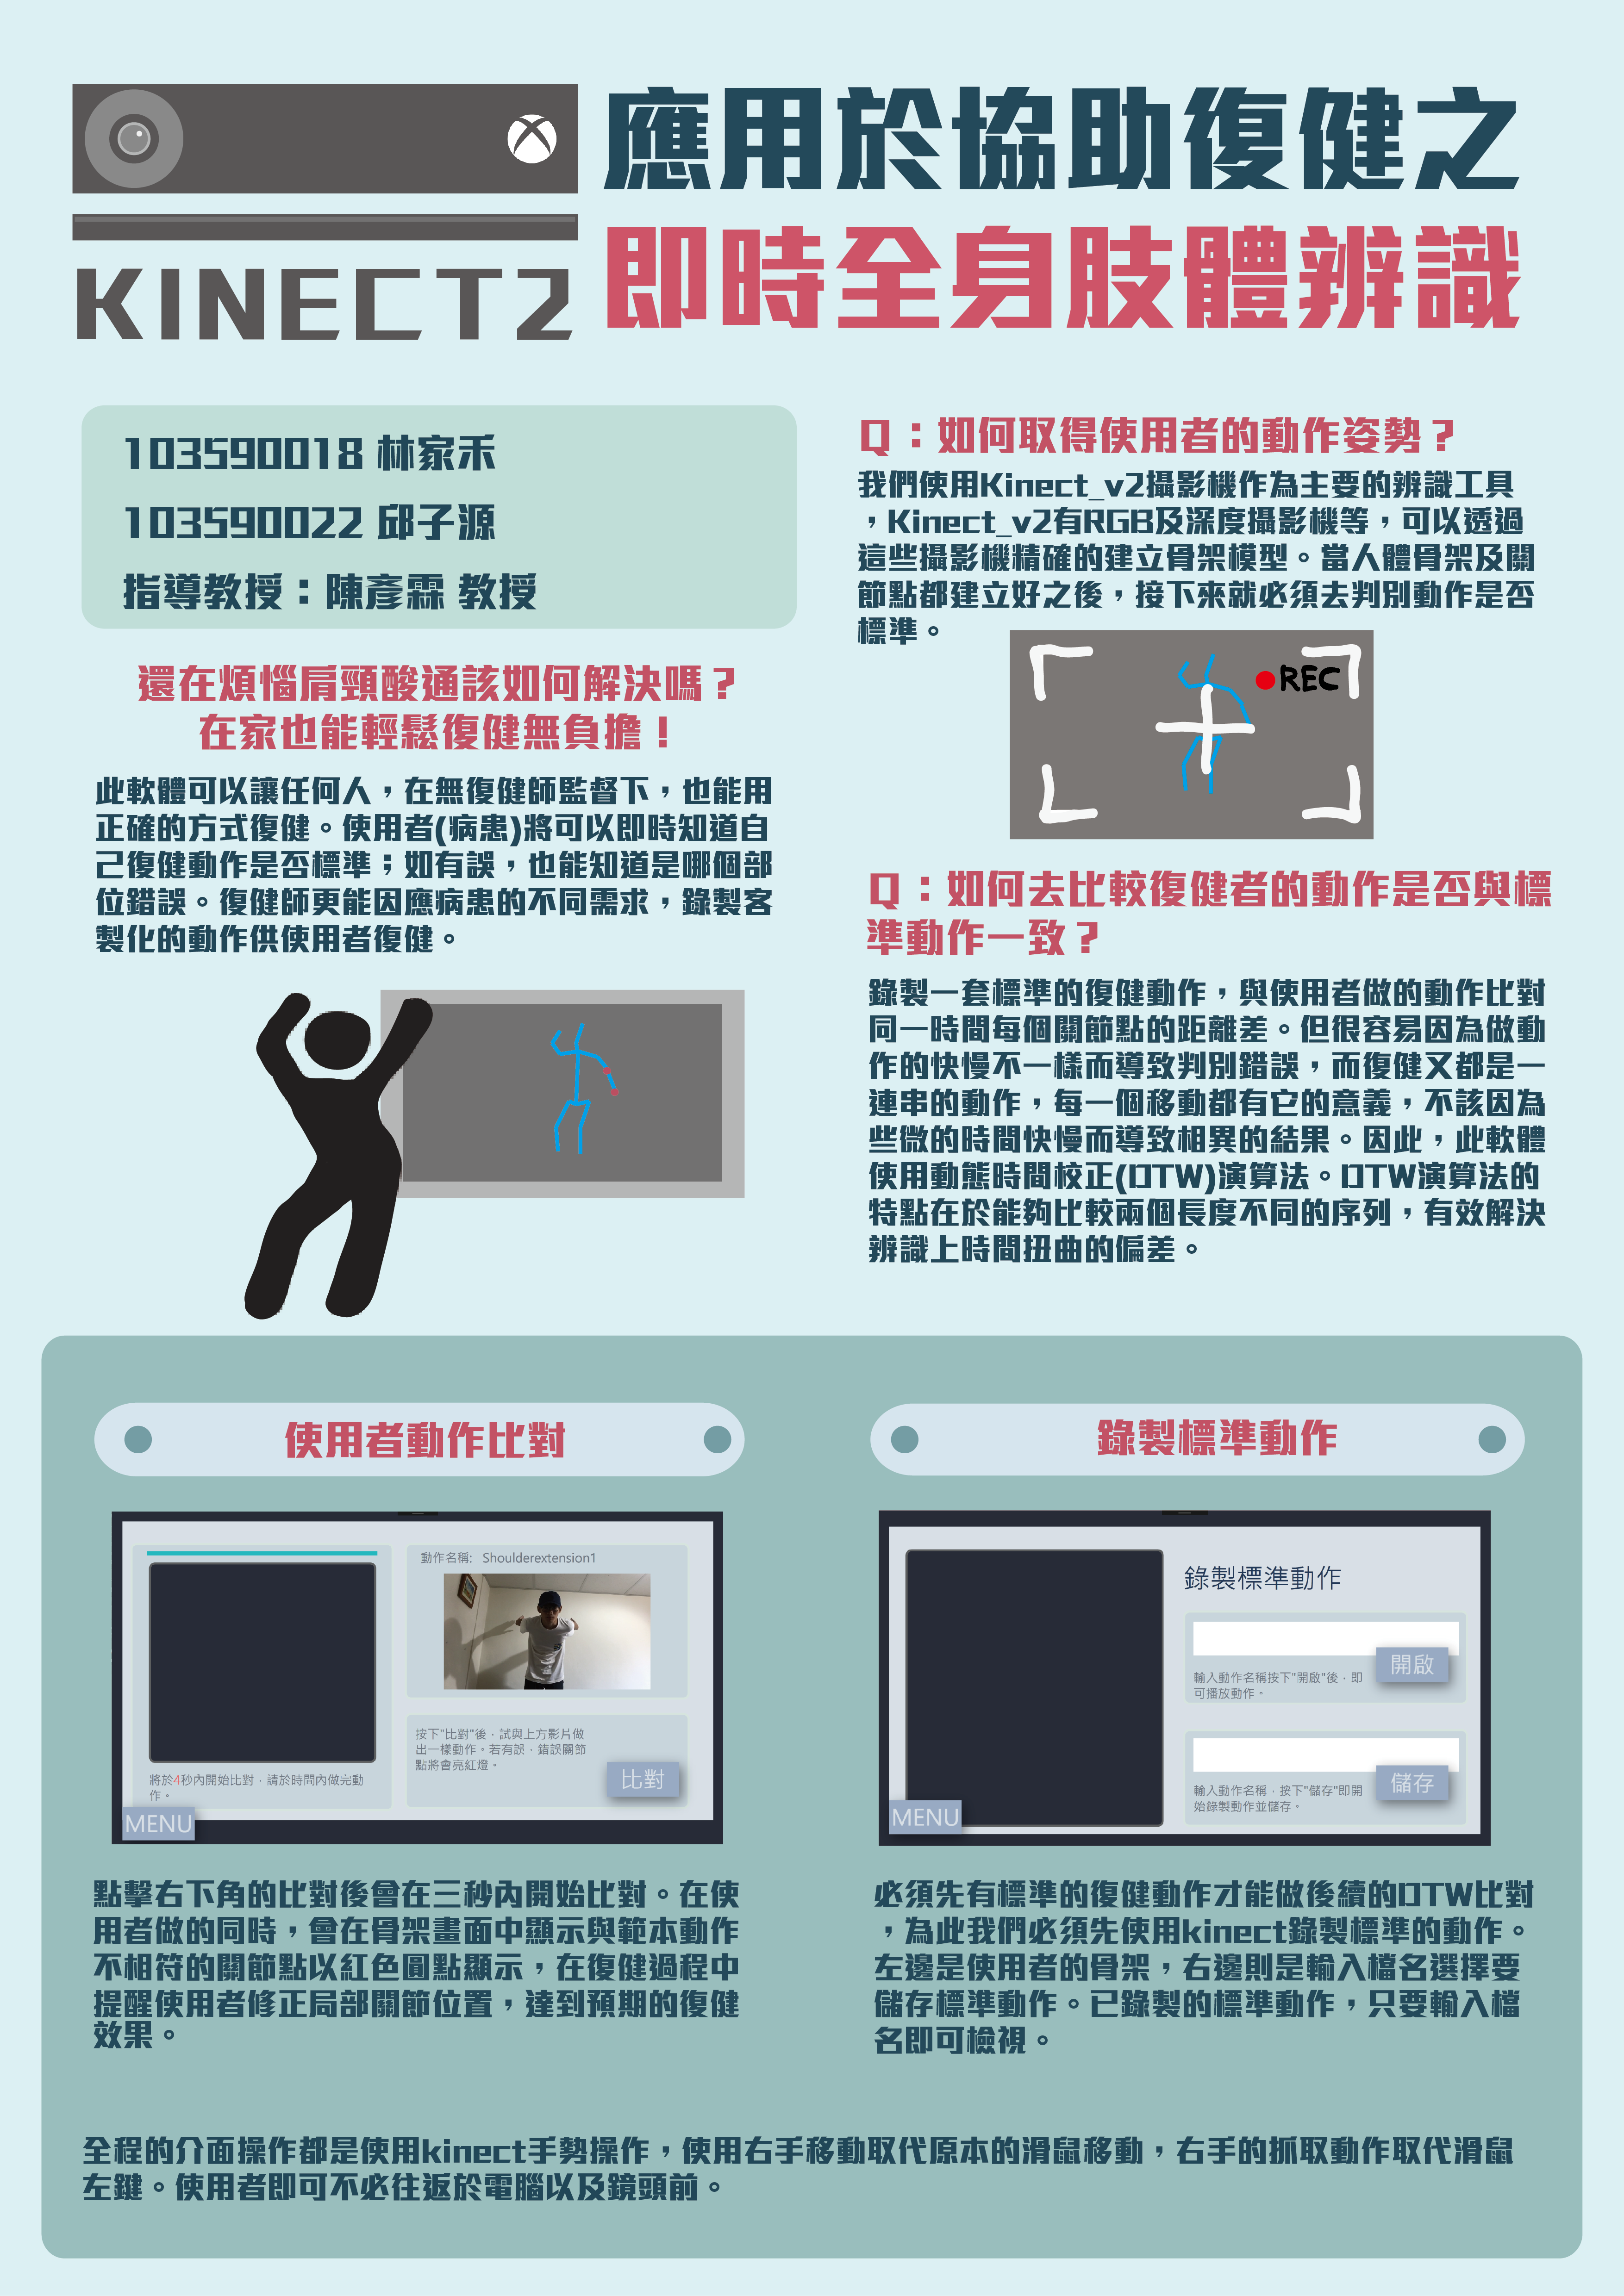 應用於協助復健之
即時全身肢體辨識
KINECT2
103590018 林家禾
103590022 邱子源
指導教授：陳彥霖 教授
還在煩惱肩頸酸通該如何解決嗎？
在家也能輕鬆復健無負擔！
此軟體可以讓任何人，在無復健師監督下，也能用
正確的方式復健。使用者(病患)將可以即時知道自
己復健動作是否標準；如有誤，也能知道是哪個部
位錯誤。復健師更能因應病患的不同需求，錄製客
製化的動作供使用者復健。
Q：如何取得使用者的動作姿勢？
我們使用Kinect_v2攝影機作為主要的辨識工具
，Kinect_v2有RGB及深度攝影機等，可以透過
這些攝影機精確的建立骨架模型。當人體骨架及關
節點都建立好之後，接下來就必須去判別動作是否
標準。
REC
Q：如何去比較復健者的動作是否與標
準動作一致？
錄製一套標準的復健動作，與使用者做的動作比對
同一時間每個關節點的距離差。但很容易因為做動
作的快慢不一樣而導致判別錯誤，而復健又都是一
連串的動作，每一個移動都有它的意義，不該因為
些微的時間快慢而導致相異的結果。因此，此軟體
使用動態時間校正(DTW)演算法。DTW演算法的
特點在於能夠比較兩個長度不同的序列，有效解決
辨識上時間扭曲的偏差。
使用者動作比對
動作名稱: Shoulderextension1
按下"比對"後，試與上方影片做
出一樣動作。若有誤，錯誤關節
點將會亮紅燈。
比對
將於4秒內開始比對，請於時間內做完動
作。
MENU
點擊右下角的比對後會在三秒內開始比對。在使
用者做的同時，會在骨架畫面中顯示與範本動作
不相符的關節點以紅色圓點顯示，在復健過程中
提醒使用者修正局部關節位置，達到預期的復健
效果。
錄製標準動作
錄製標準動作
開啟
輸入動作名稱按下"開啟"後，即
可播放動作。
儲存
輸入動作名稱，按下"儲存"即開
始錄製動作並儲存。
MENU
必須先有標準的復健動作才能做後續的DTW比對
，為此我們必須先使用kinect錄製標準的動作。
左邊是使用者的骨架，右邊則是輸入檔名選擇要
儲存標準動作。已錄製的標準動作，只要輸入檔
名即可檢視。
全程的介面操作都是使用kinect手勢操作，使用右手移動取代原本的滑鼠移動，右手的抓取動作取代滑鼠
左鍵。使用者即可不必往返於電腦以及鏡頭前。